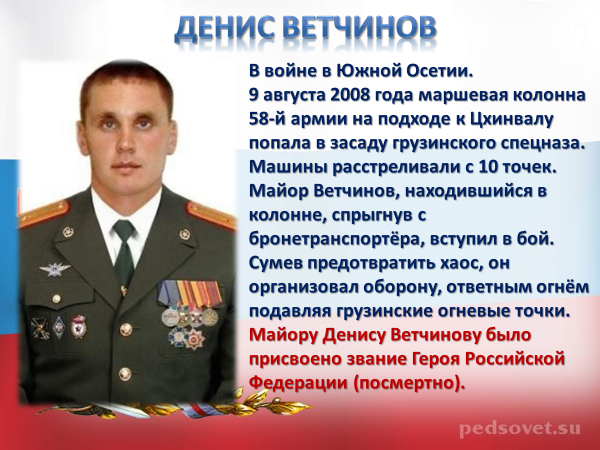 ДЕНИС ВЕТЧИНОВ
В войне в Южной Осетии.
9 августа 2008 года маршевая колонна
58-й армии на подходе к Цхинвалу
попала в засаду грузинского спецназа.
Машины расстреливали с 10 точек.
Майор Ветчинов, находившийся в
колонне, спрыгнув с
бронетранспортёра, вступил в бой.
Сумев предотвратить хаос, он
организовал оборону, ответным огнём
подавляя грузинские огневые точки.
Майору Денису Ветчинову было
присвоено звание Героя Российской
Федерации (посмертно).
pedsovet.su